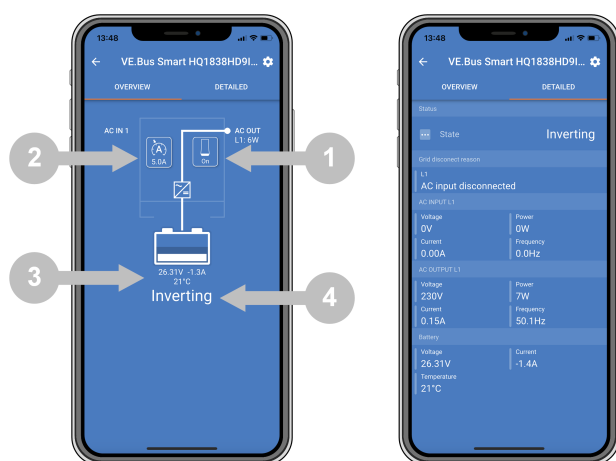 13:48
VE.Bus Smart HQ1838HD9I...
OVERVIEW DETAILED
AC IN 1
AC OUT
L1: 6W
5.0A
On
2
1
3
4
26.31V -1.3A
21°C
Inverting
13:48
VE.Bus Smart HQ1838HD9I...
OVERVIEW DETAILED
Status
State Inverting
Grid disconect reason
L1
AC input disconnected
AC INPUT L1
Voltage Power
0V 0W
Current Frequency
0.00A 0.0Hz
AC OUTPUT L1
Voltage Power
230V 7W
Current Frequency
0.15A 50.1Hz
Battery
Voltage Current
26.31V -1.4A
Temperature
21°C